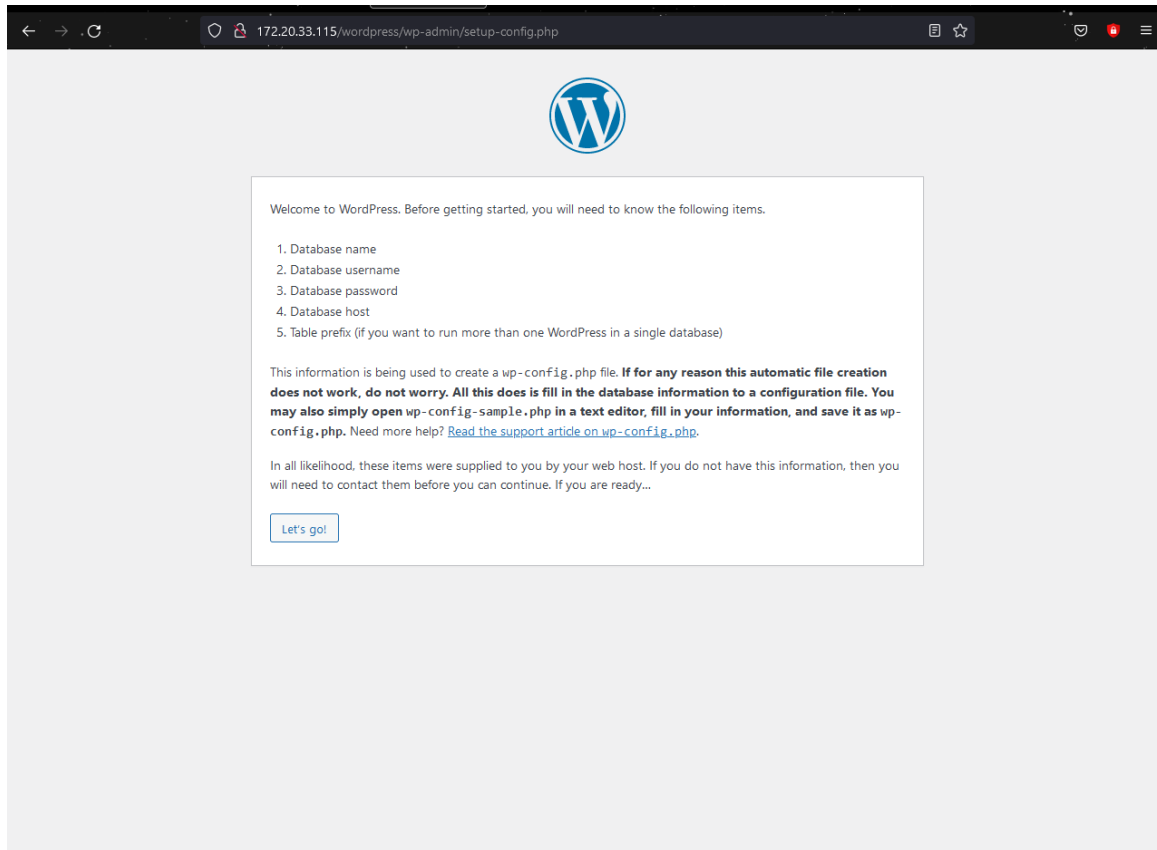 172.20.33.115/wordpress/wp-admin/setup-config.php
W
Welcome to WordPress. Before getting started, you will need to know the following items.
1. Database name
2. Database username
3. Database password
4. Database host
5. Table prefix (if you want to run more than one WordPress in a single database)
This information is being used to create a wp-config.php file. If for any reason this automatic file creation
does not work, do not worry. All this does is fill in the database information to a configuration file. You
may also simply open wp-config-sample.php in a text editor, fill in your information, and save it as wp-
config.php. Need more help? Read the support article on wp-config.php.
In all likelihood, these items were supplied to you by your web host. If you do not have this information, then you
will need to contact them before you can continue. If you are ready…
Let's go!